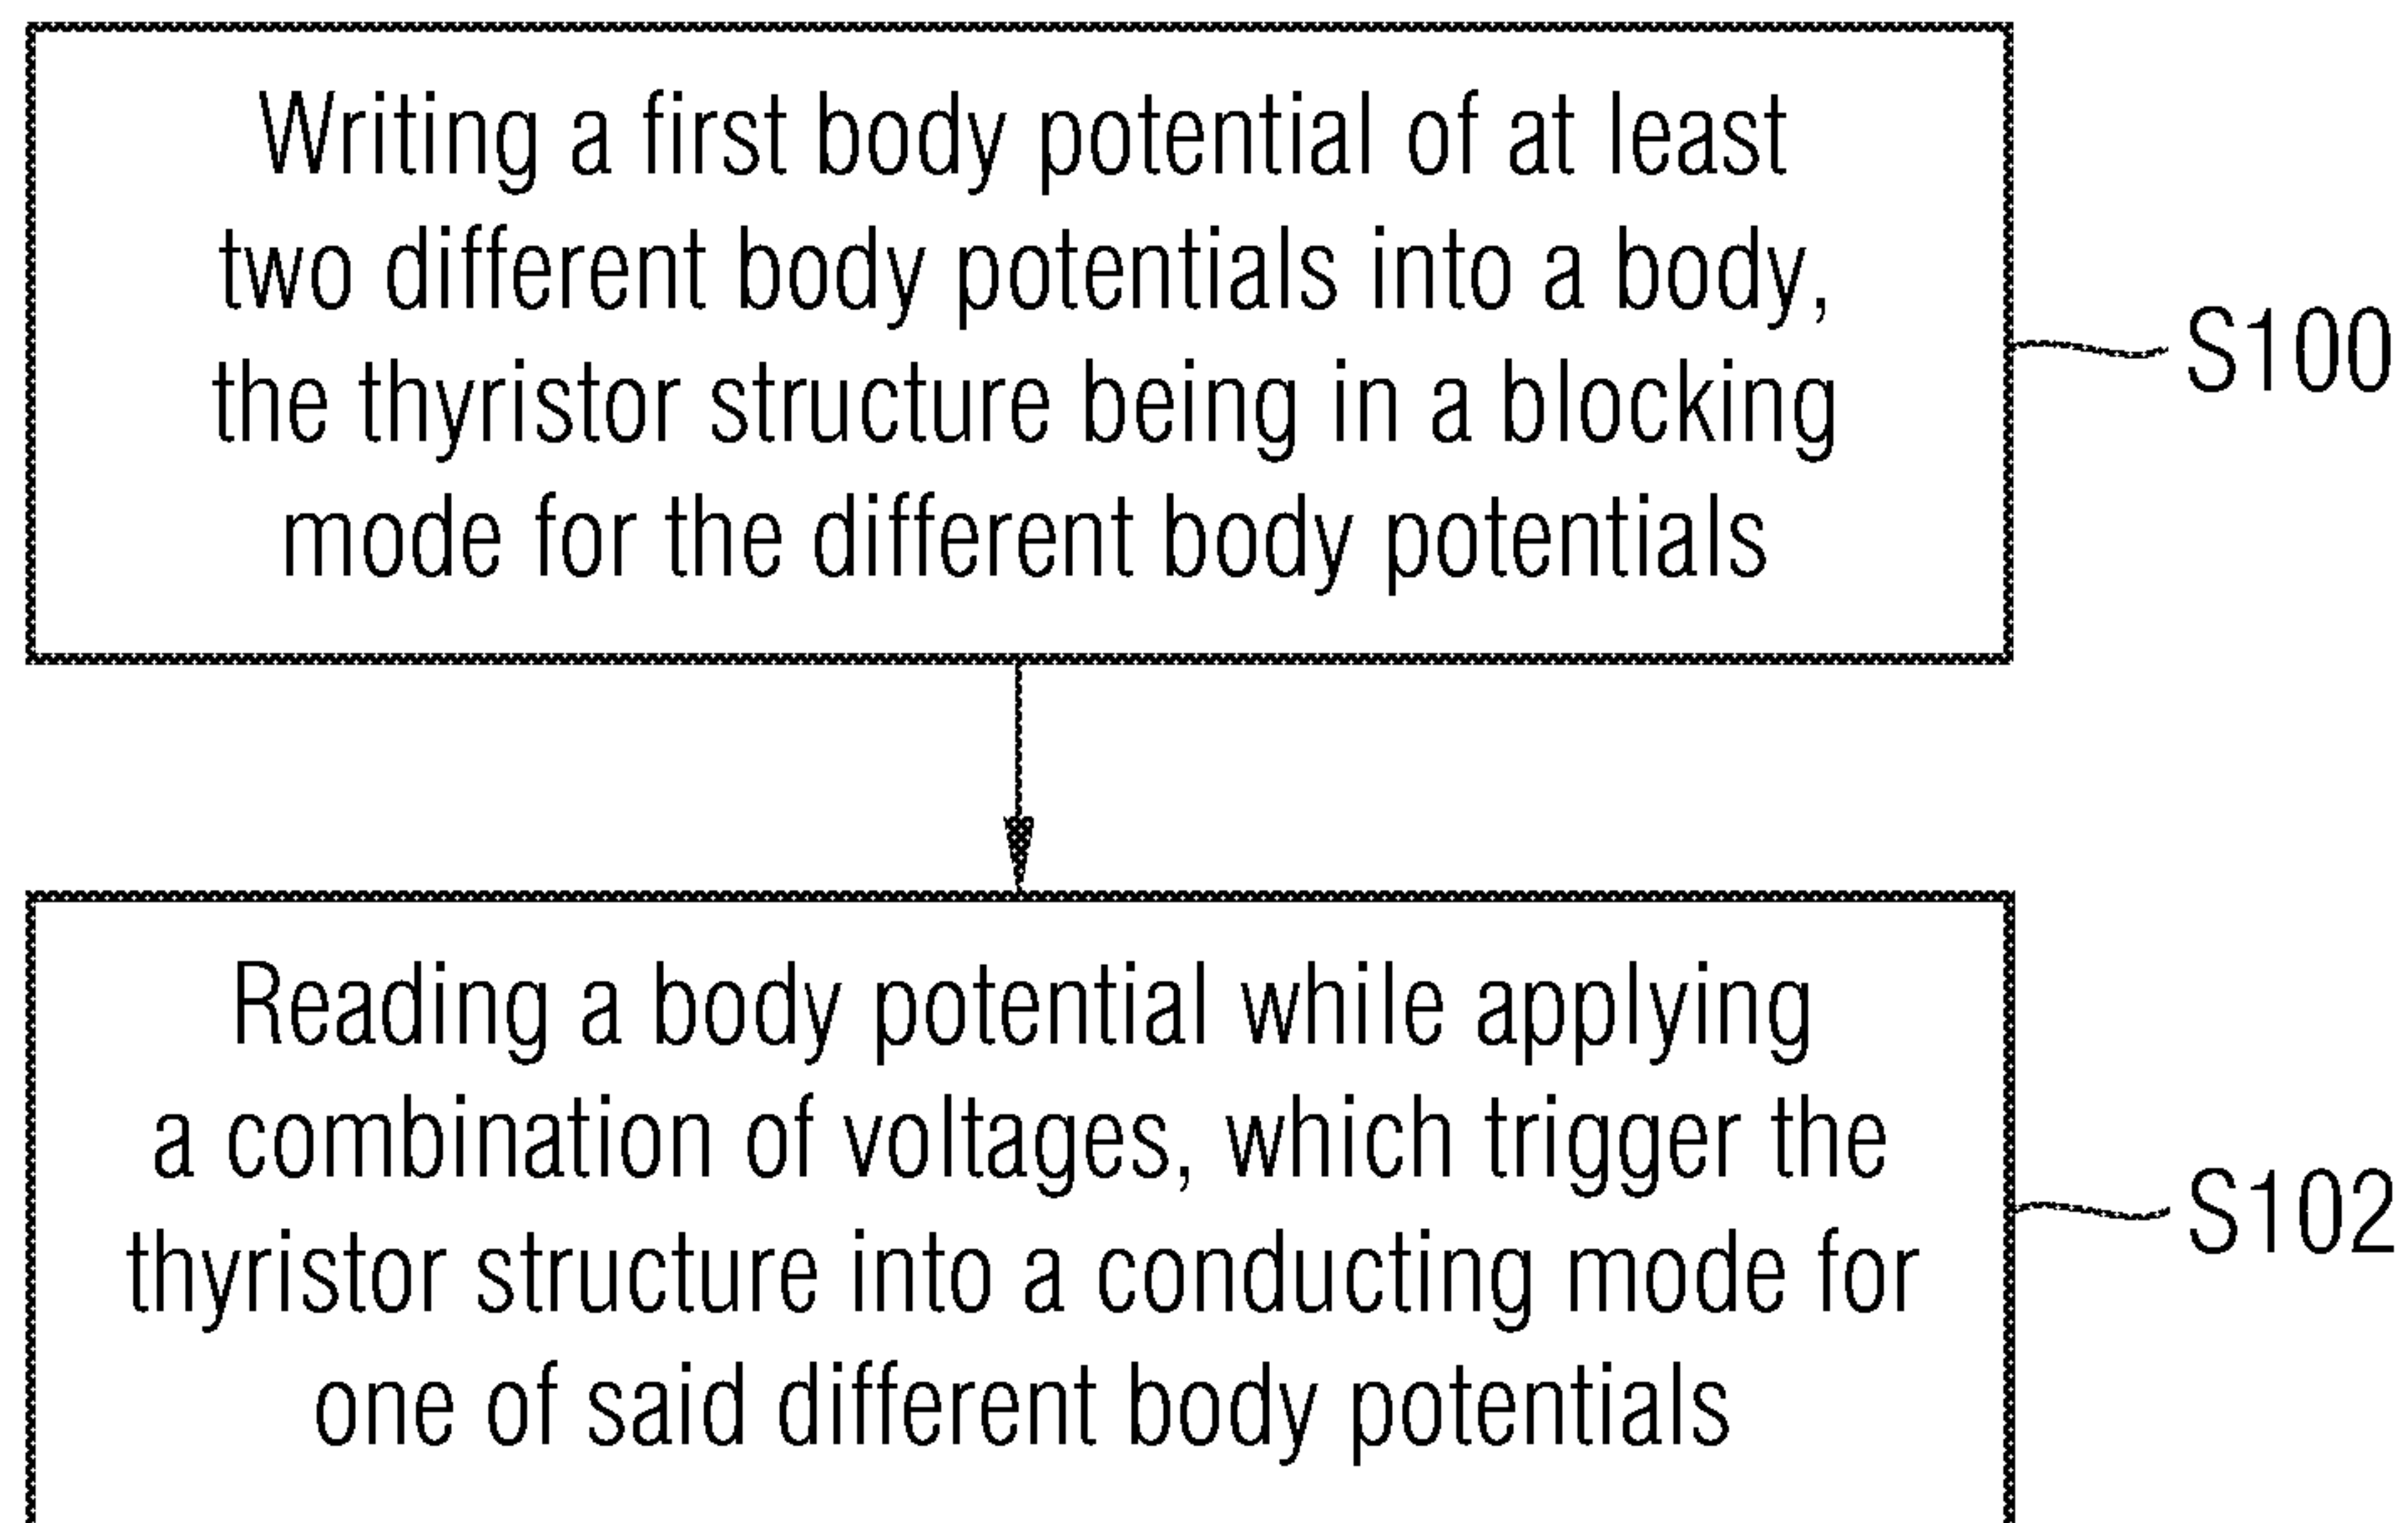 Writing a first body potential of at least
two different body potentials into a body,
the thyristor structure being in a blocking
mode for the different body potentials
S100
Reading a body potential while applying
a combination of voltages, which trigger the
thyristor structure into a conducting mode for
one of said different body potentials
S102